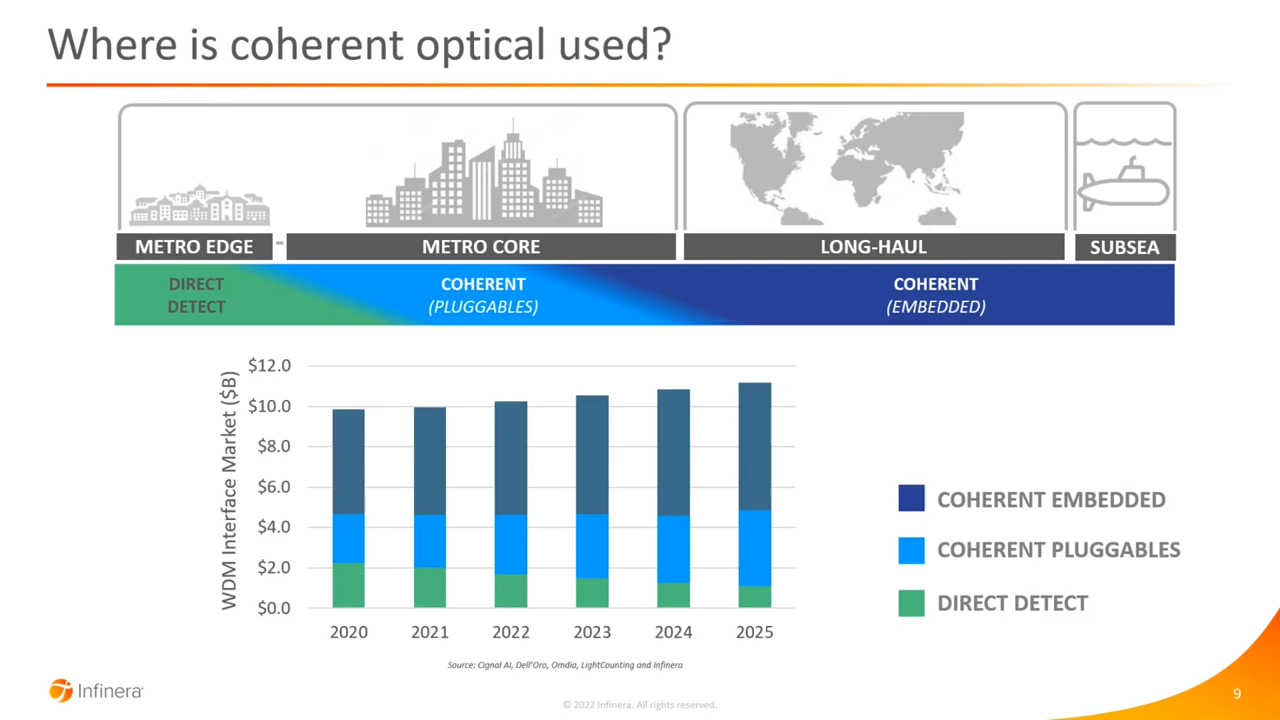 Where is coherent optical used?
METRO EDGE - METRO CORE LONG-HAUL SUBSEA
DIRECT
DETECT
COHERENT
(PLUGGABLES)
COHERENT
(EMBEDDED)
WDM Interface Market ($B)
$12.0
$10.0
$8.0
$6.0
$4.0
$2.0
$0.0
2020 2021 2022 2023 2024 2025
COHERENT EMBEDDED
COHERENT PLUGGABLES
DIRECT DETECT
Source: Cignal AI, Dell'Oro, Omdia, LightCounting and Infinera
Infinera
© 2022 Infinera. All rights reserved.
9